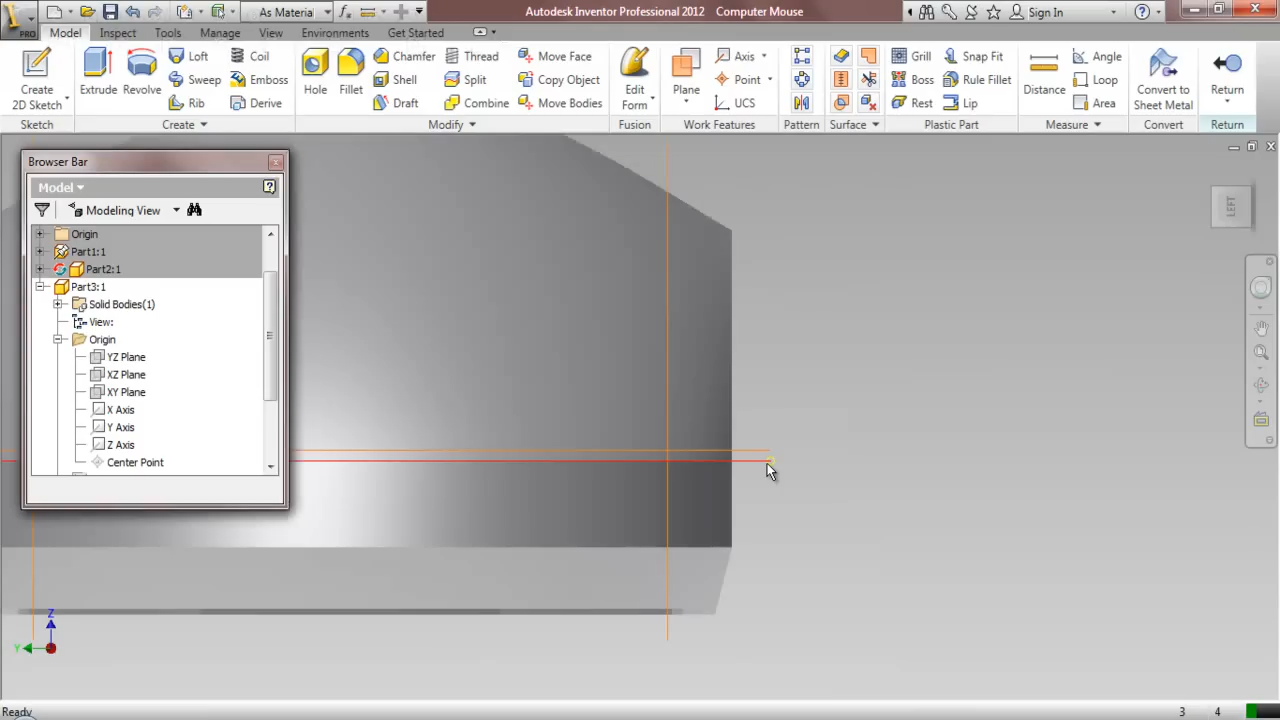 As Material
Autodesk Inventor Professional 2012 Computer Mouse
Sign In
PRO
Model Inspect Tools Manage View Environments Get Started
Create 2D Sketch
Sketch
Extrude Revolve
Loft Coil
Sweep Emboss
Rib Derive
Create
Hole Fillet
Chamfer Thread Move Face
Shell Split Copy Object
Draft Combine Move Bodies
Modify
Edit Form
Fusion
Plane
Axis
Point
UCS
Work Features
Pattern
Surface
Grill Snap Fit
Boss Rule Fillet
Rest Lip
Plastic Part
Distance
Angle
Loop
Area
Measure
Convert to Sheet Metal
Convert
Return
Return
Browser Bar
Model
Modeling View
Origin
Part1:1
Part2:1
Part3:1
Solid Bodies(1)
View:
Origin
YZ Plane
XZ Plane
XY Plane
X Axis
Y Axis
Z Axis
Center Point
LEFT
Z
Y
Ready
3 4